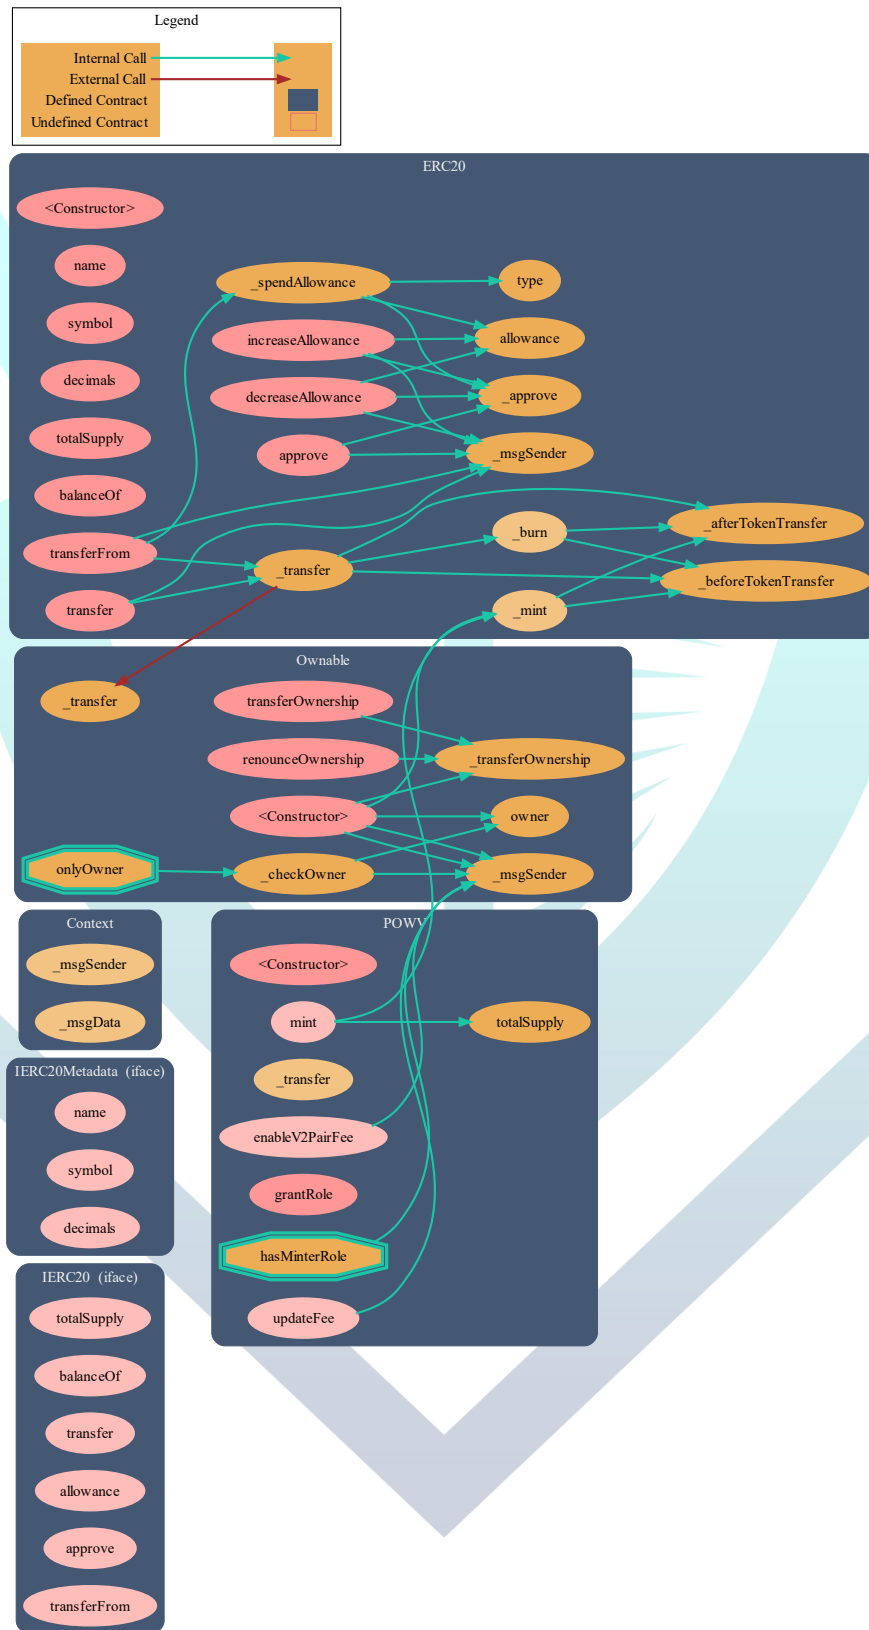 Legend
Internal Call
External Call
Defined Contract
Undefined Contract
ERC20
<Constructor>
name
symbol
decimals
totalSupply
balanceOf
transferFrom
transfer
_spendAllowance
increaseAllowance
decreaseAllowance
approve
_transfer
type
allowance
_approve
_msgSender
_burn
_mint
_afterTokenTransfer
_beforeTokenTransfer
Ownable
_transfer
onlyOwner
transferOwnership
renounceOwnership
<Constructor>
_checkOwner
_transferOwnership
owner
_msgSender
Context
_msgSender
_msgData
POWV
<Constructor>
mint
_transfer
enableV2PairFee
grantRole
hasMinterRole
updateFee
totalSupply
IERC20Metadata (iface)
name
symbol
decimals
IERC20 (iface)
totalSupply
balanceOf
transfer
allowance
approve
transferFrom